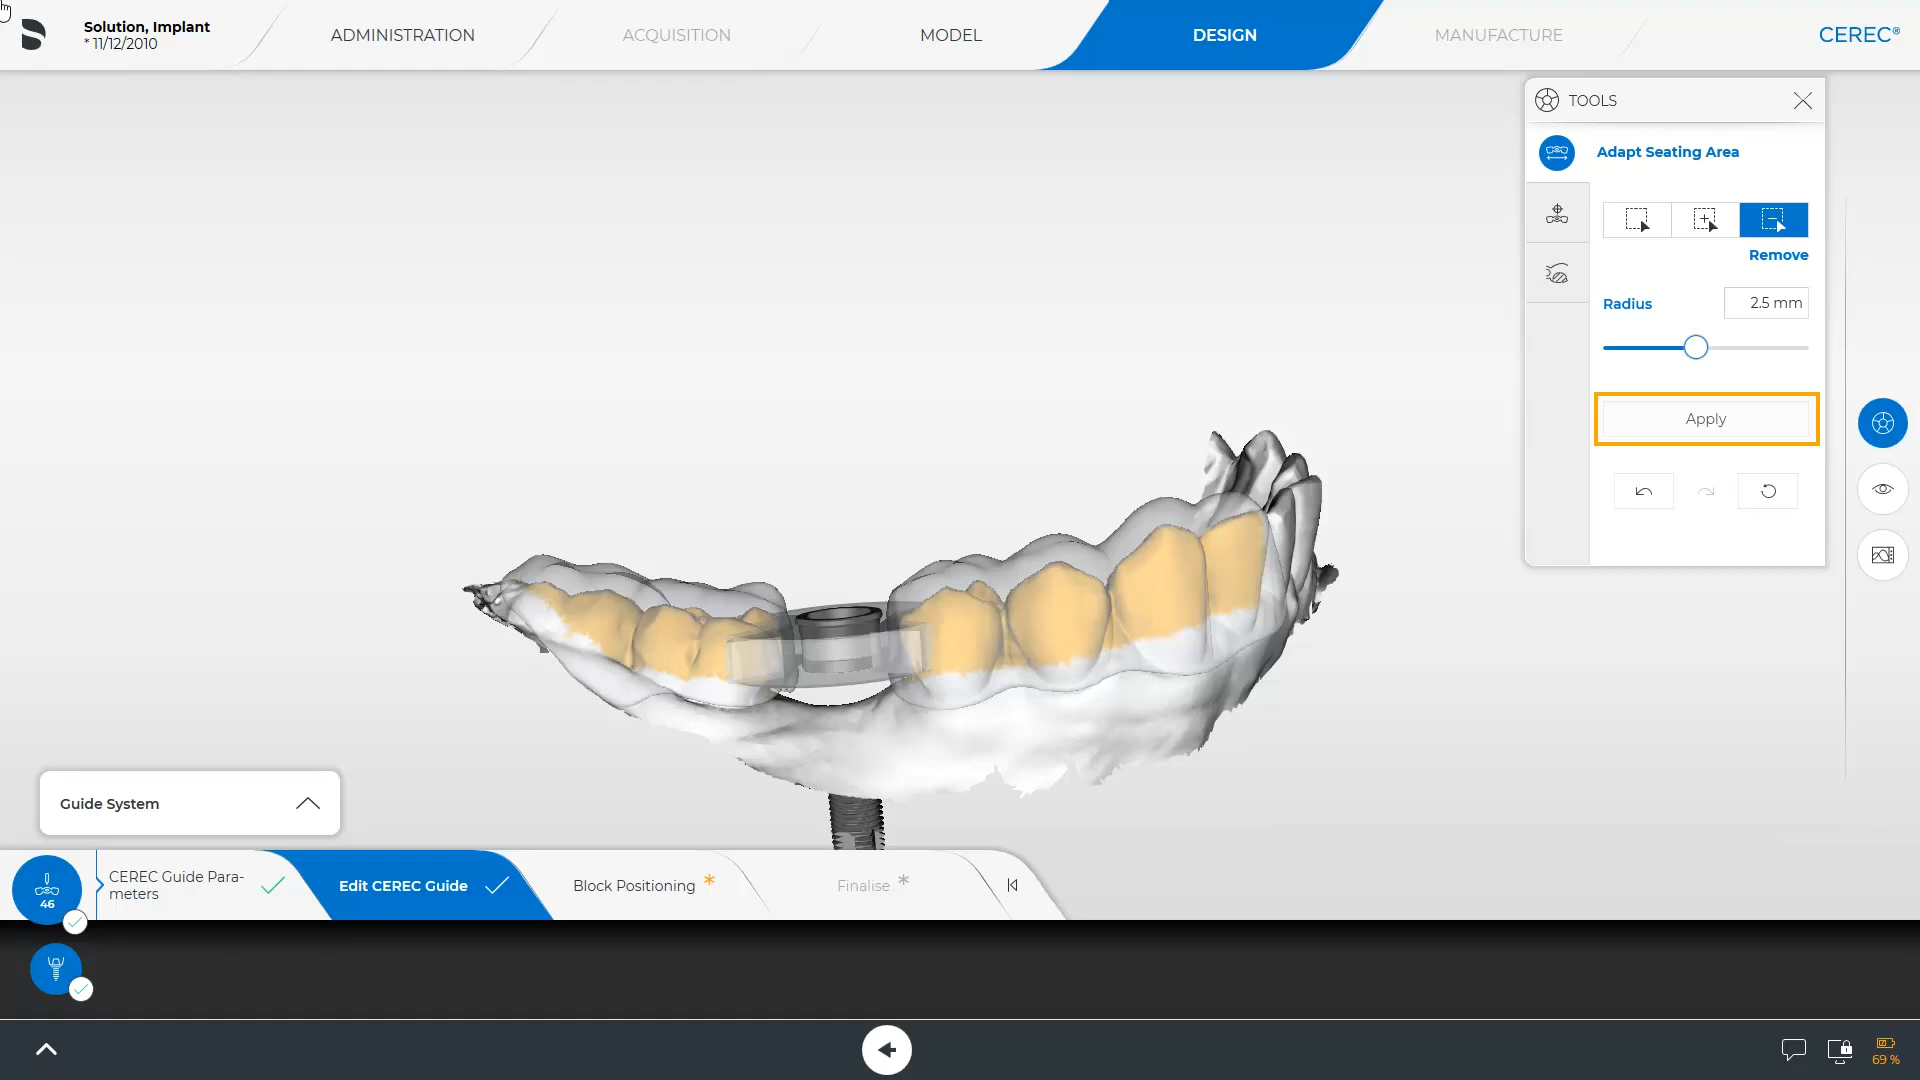 Solution, Implant
* 11/12/2010
ADMINISTRATION
ACQUISITION
MODEL
DESIGN
MANUFACTURE
CEREC®
TOOLS
Adapt Seating Area
Remove
Radius
2.5 mm
Apply
Guide System
46
CEREC Guide Para-
meters
Edit CEREC Guide
Block Positioning *
Finalise *
69 %